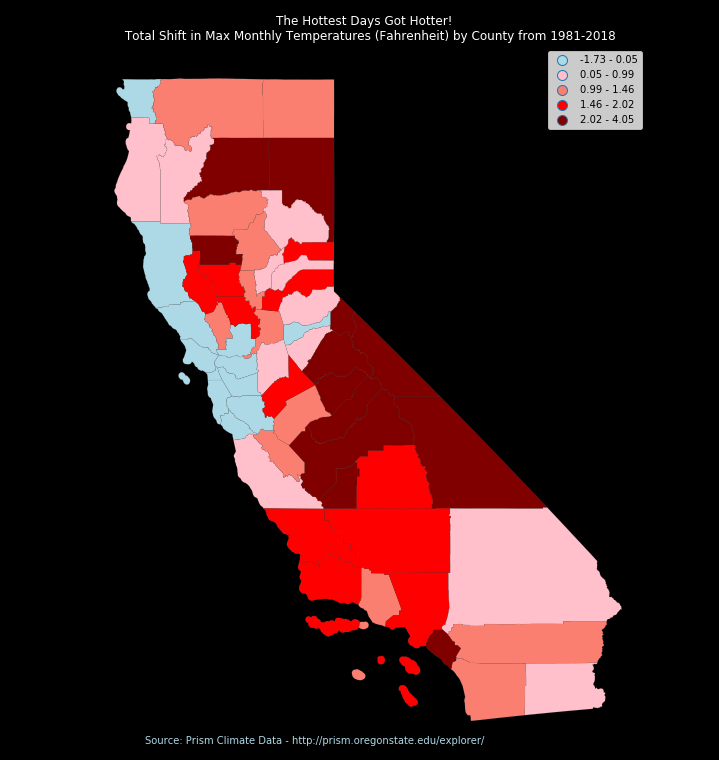 The Hottest Days Got Hotter!
Total Shift in Max Monthly Temperatures (Fahrenheit) by County from 1981-2018
-1.73 - 0.05
0.05 - 0.99
0.99 - 1.46
1.46 - 2.02
2.02 - 4.05
Source: Prism Climate Data - http://prism.oregonstate.edu/explorer/